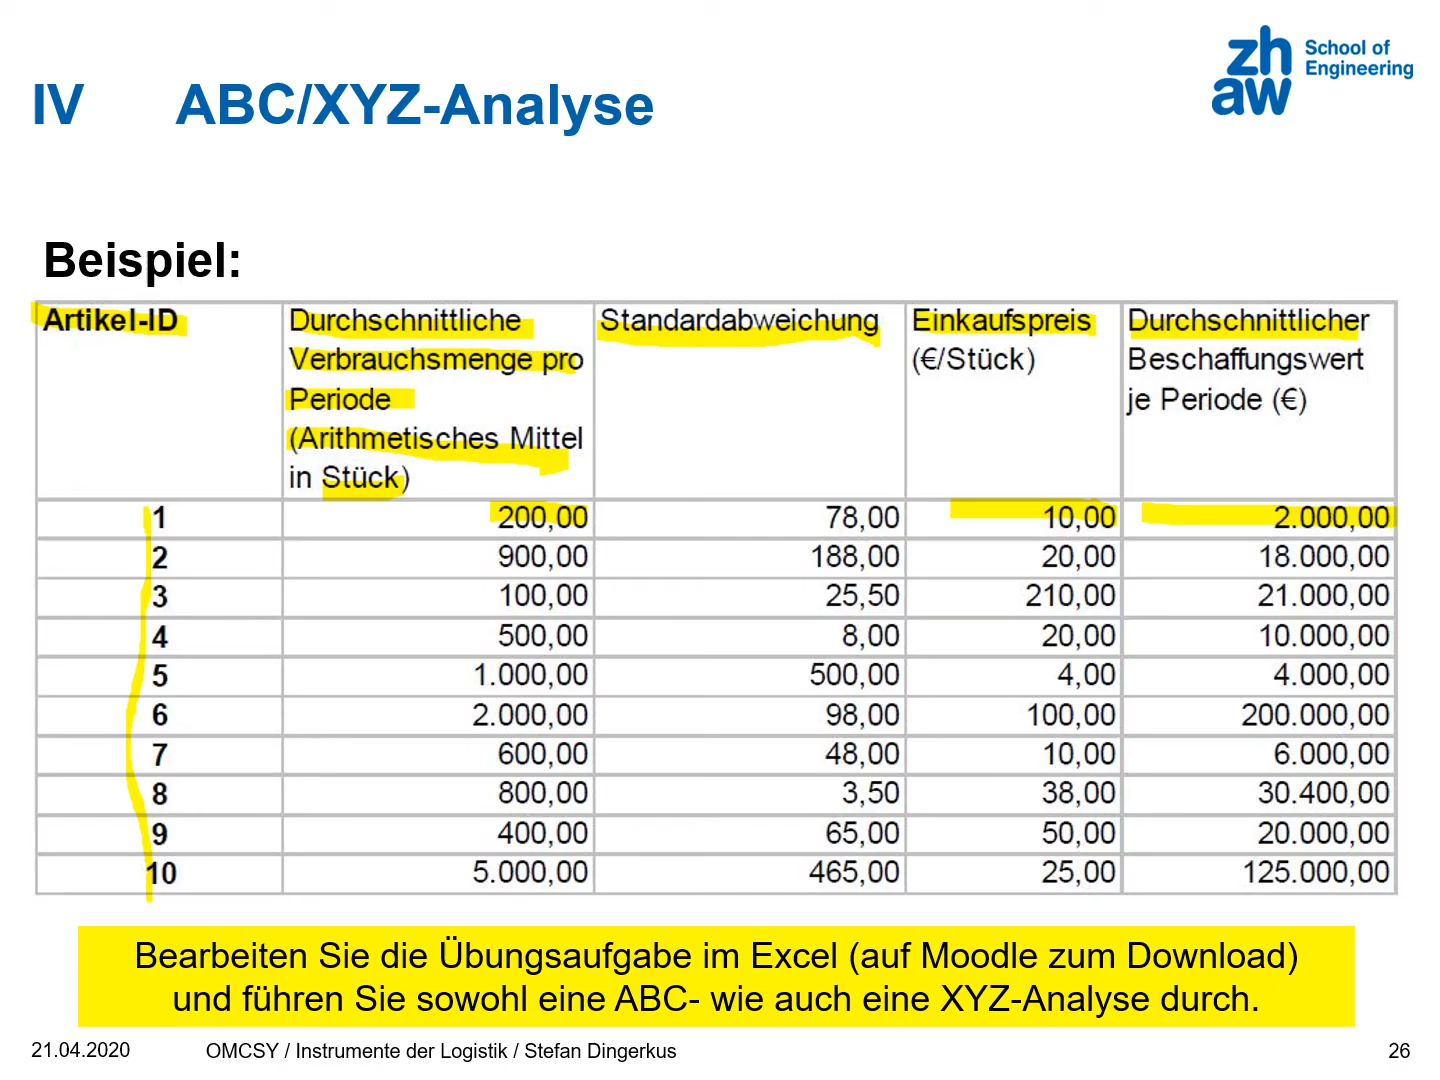 zh
aw
School of
Engineering
IV ABC/XYZ-Analyse
Beispiel:
Artikel-ID
Durchschnittliche
Verbrauchsmenge pro
Periode
(Arithmetisches Mittel
in Stück)
Standardabweichung
Einkaufspreis
(€/Stück)
Durchschnittlicher
Beschaffungswert
je Periode (€)
1 200,00 78,00 10,00 2.000,00
2 900,00 188,00 20,00 18.000,00
3 100,00 25,50 210,00 21.000,00
4 500,00 8,00 20,00 10.000,00
5 1.000,00 500,00 4,00 4.000,00
6 2.000,00 98,00 100,00 200.000,00
7 600,00 48,00 10,00 6.000,00
8 800,00 3,50 38,00 30.400,00
9 400,00 65,00 50,00 20.000,00
10 5.000,00 465,00 25,00 125.000,00
Bearbeiten Sie die Übungsaufgabe im Excel (auf Moodle zum Download)
und führen Sie sowohl eine ABC- wie auch eine XYZ-Analyse durch.
21.04.2020 OMCSY / Instrumente der Logistik / Stefan Dingerkus 26